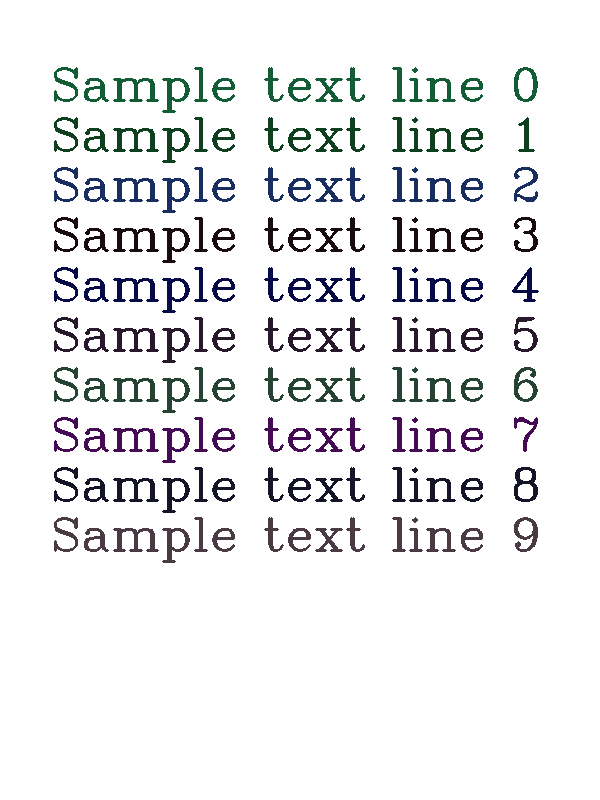 Sample text line 0
Sample text line 1
Sample text line 2
Sample text line 3
Sample text line 4
Sample text line 5
Sample text line 6
Sample text line 7
Sample text line 8
Sample text line 9